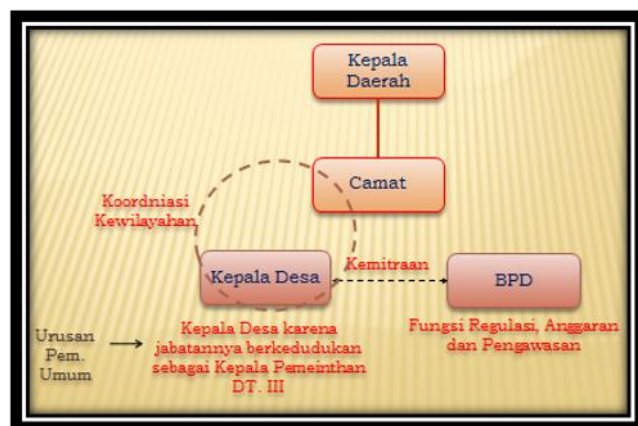 Kepala
Daerah
Camat
Koordniasi
Kewilayahan
Kepala Desa
Kemitraan
BPD
Urusan
Pem.
Umum
Kepala Desa karena
jabatannya berkedudukan
sebagai Kepala Pemeinthan
DT. III
Fungsi Regulasi, Anggaran
dan Pengawasan